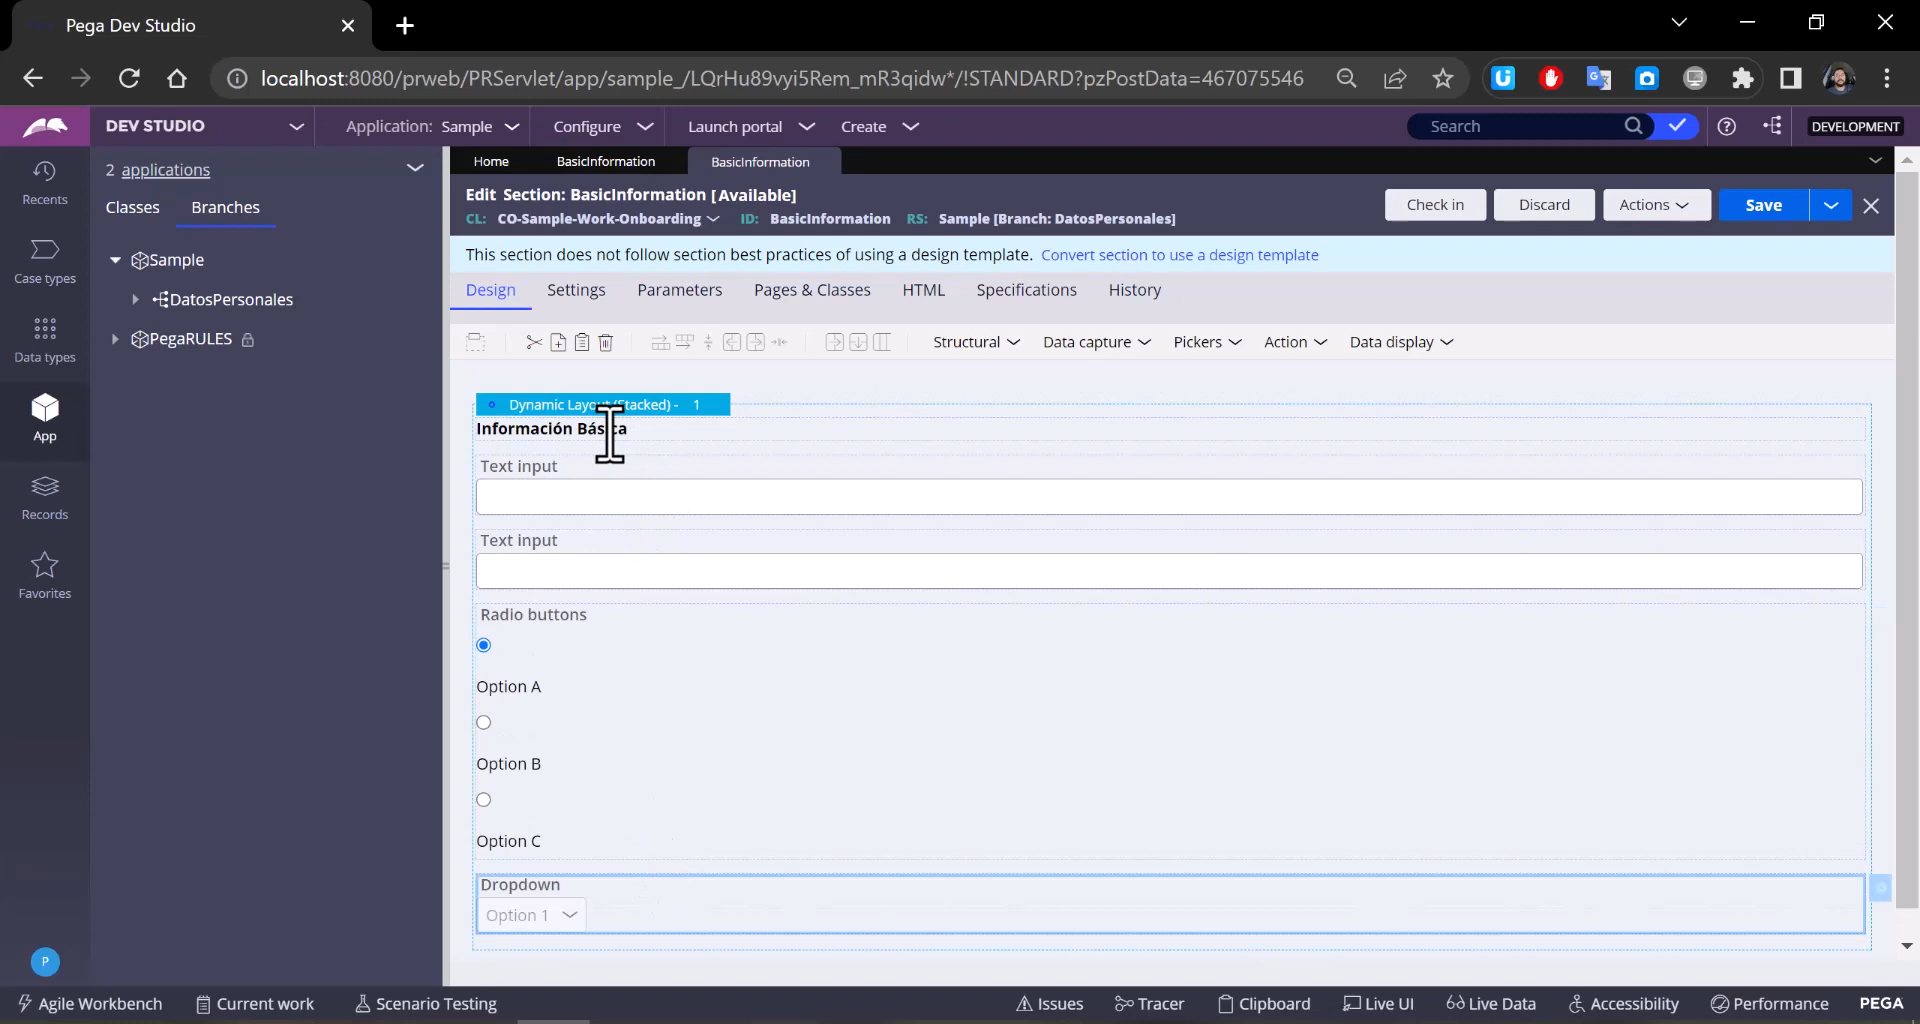 Pega Dev Studio
localhost:8080/prweb/PRServlet/app/sample_/LQrHu89vyi5Rem_mR3qidw*/!STANDARD?pzPostData=467075546
DEV STUDIO
Application: Sample
Configure
Launch portal
Create
Search
DEVELOPMENT
Recents
Case types
Data types
App
Records
Favorites
P
2 applications
Classes Branches
Sample
DatosPersonales
PegaRULES
Home BasicInformation BasicInformation
Edit Section: BasicInformation [Available]
CL: CO-Sample-Work-Onboarding ID: BasicInformation RS: Sample [Branch: DatosPersonales]
Check in Discard Actions Save
This section does not follow section best practices of using a design template. Convert section to use a design template
Design Settings Parameters Pages & Classes HTML Specifications History
Structural Data capture Pickers Action Data display
Dynamic Layout (Stacked) - 1
Información Básica
Text input
Text input
Radio buttons
Option A
Option B
Option C
Dropdown
Option 1
Agile Workbench Current work Scenario Testing Issues Tracer Clipboard Live UI Live Data Accessibility Performance PEGA